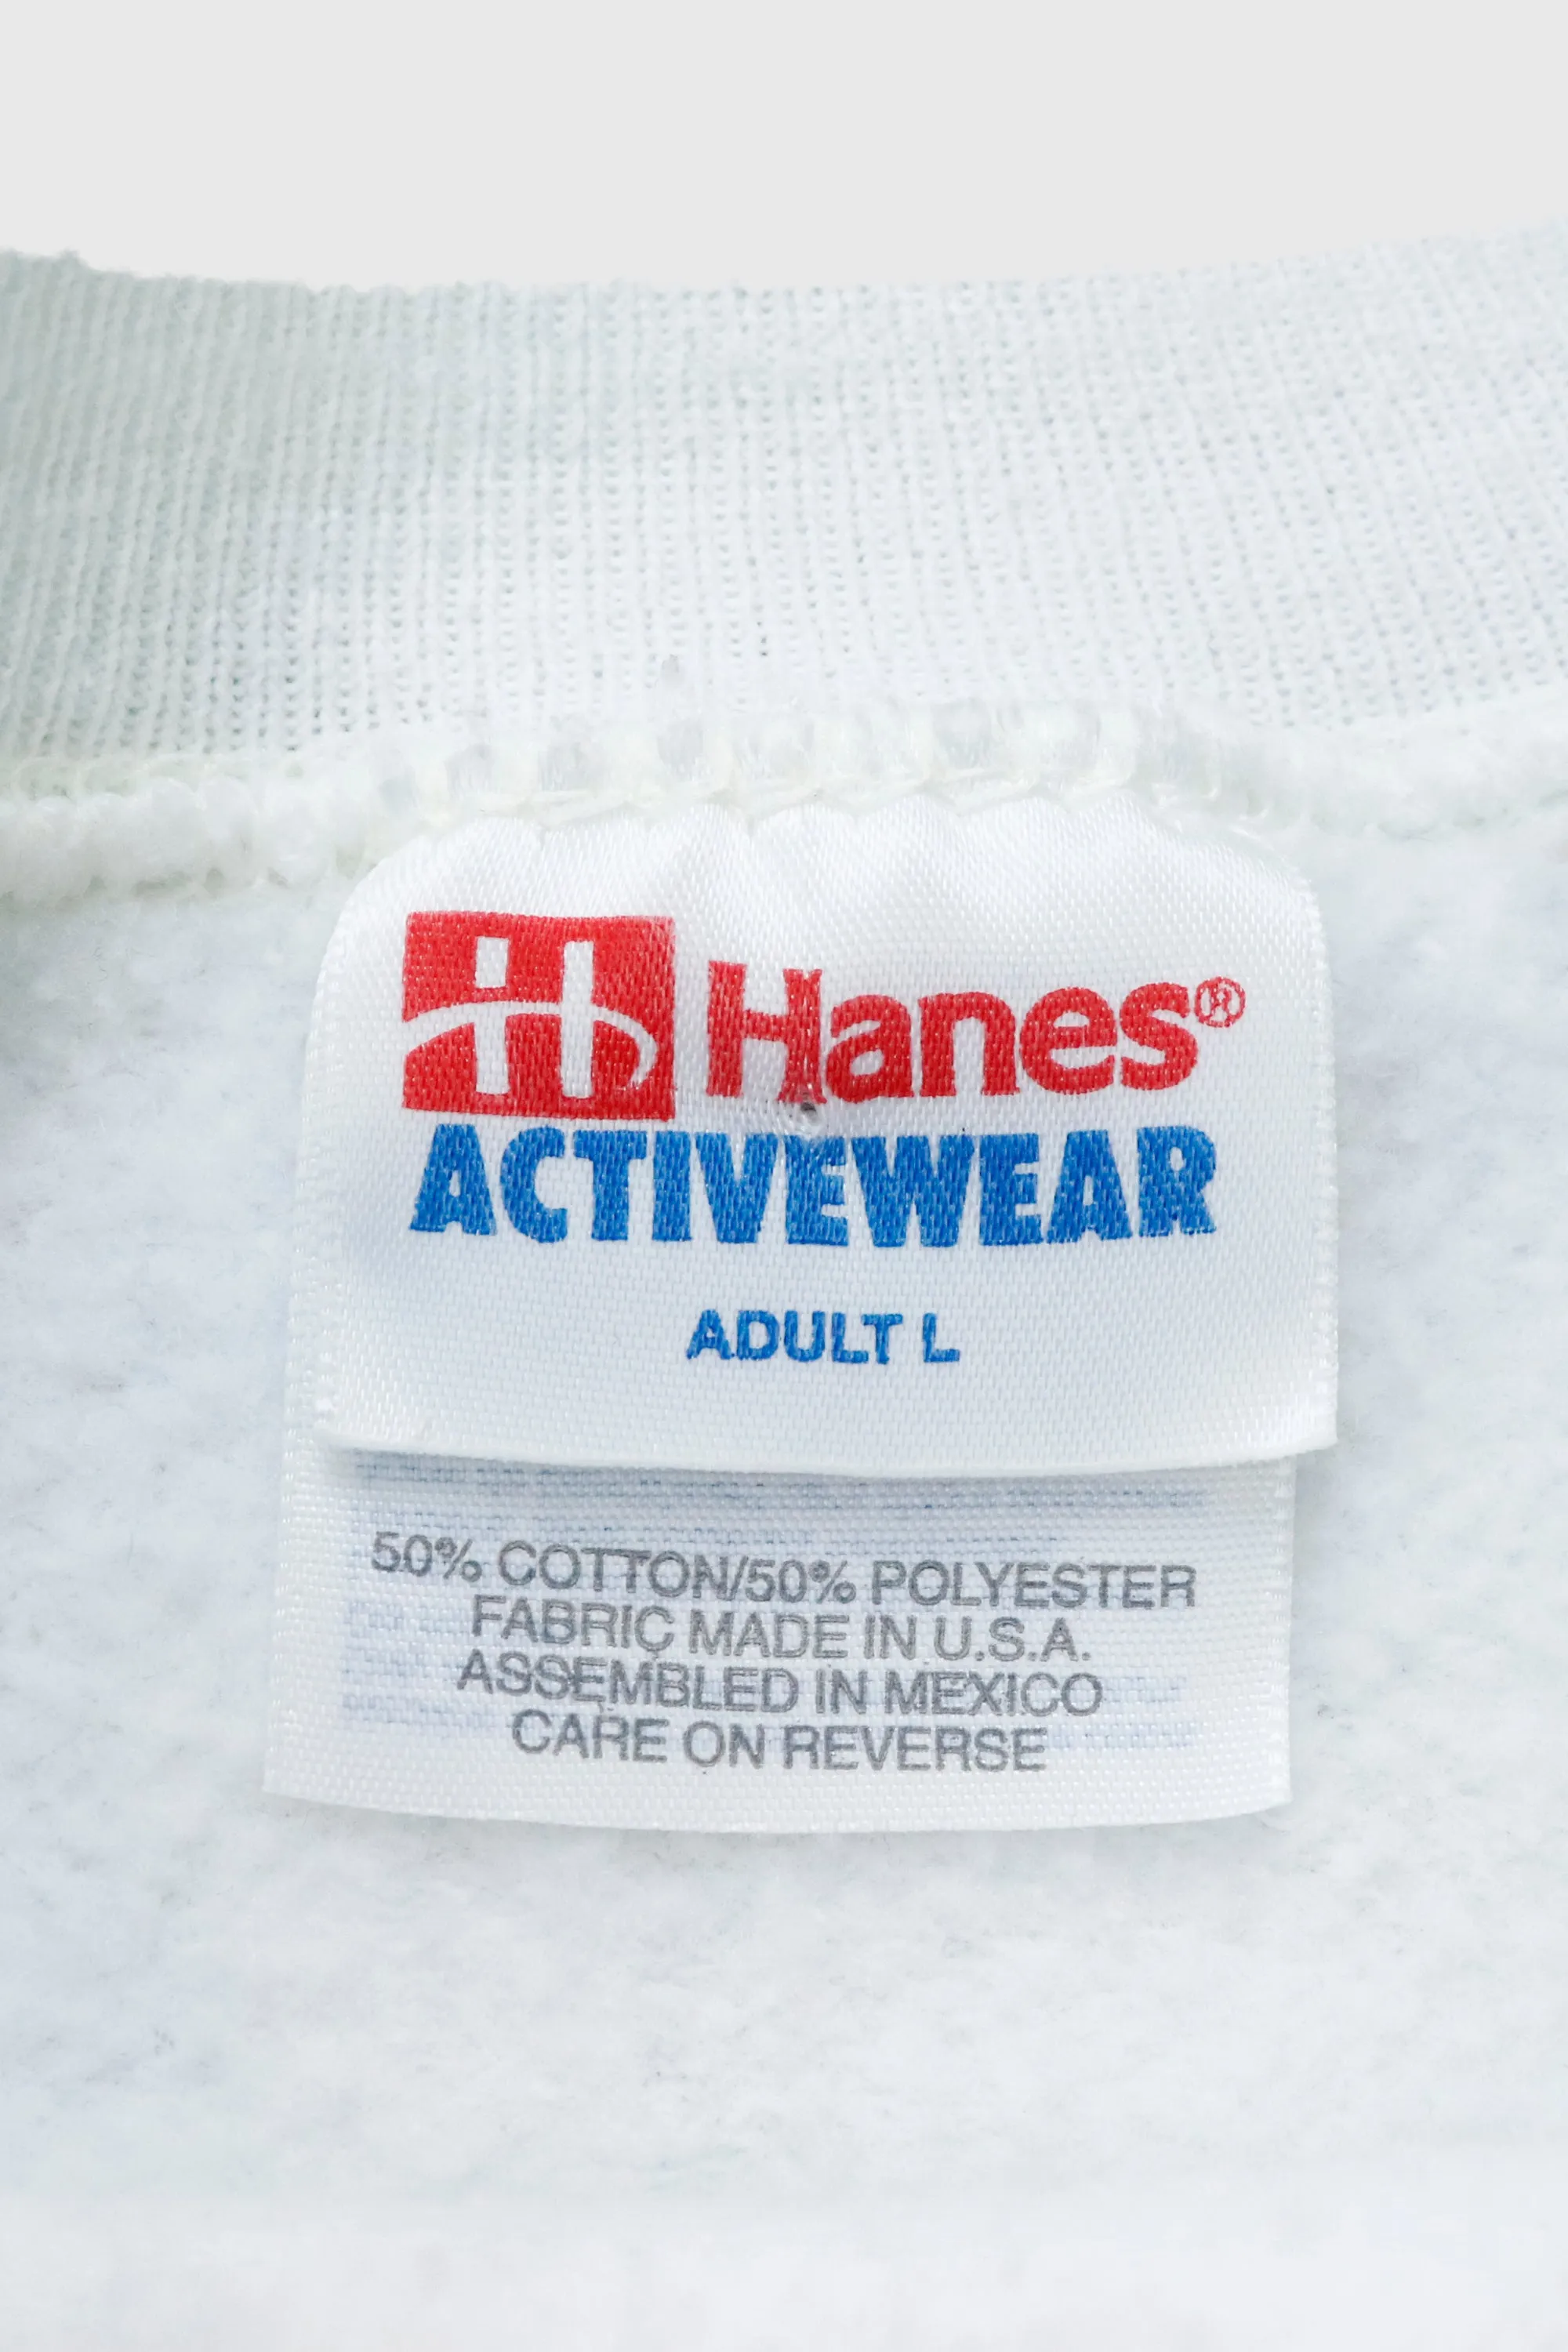 H Hanes®
ACTIVEWEAR
ADULT L
50% COTTON/50% POLYESTER
FABRIC MADE IN U.S.A.
ASSEMBLED IN MEXICO
CARE ON REVERSE